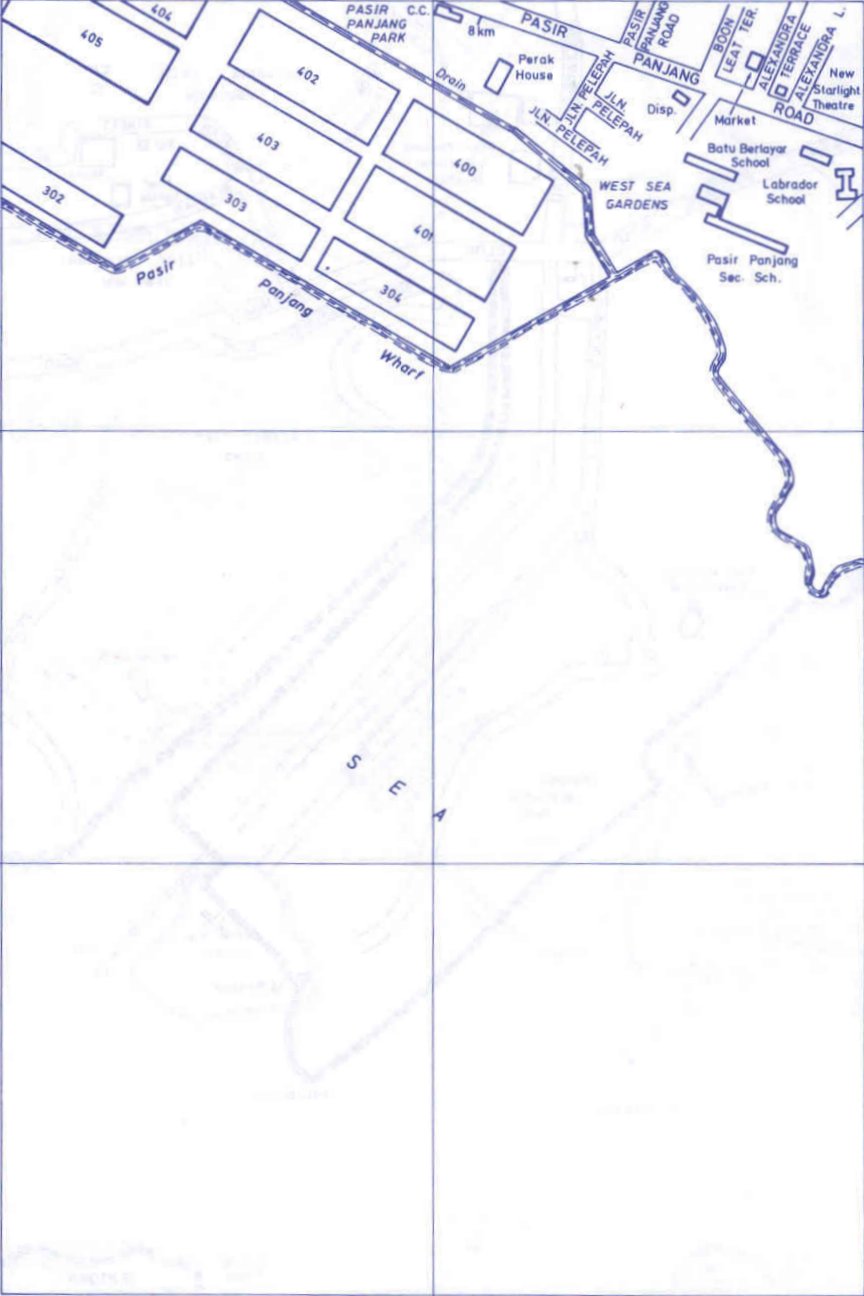 404
405
PASIR C.C.
PANJANG
PARK
8km
PASIR
PASIR
PANJANG
ROAD
BOON
LEAT TER.
ALEXANDRA
TERRACE
ALEXANDRA L.
402
Drain
Perak
House
PANJANG
JLN. PELEPAH
JLN.
PELEPAH
JLN. PELEPAH
Disp.
Market
ROAD
New
Starlight
Theatre
403
400
Batu Berlayar
School
Labrador
School
302
303
WEST SEA
GARDENS
401
Pasir Panjang
Sec. Sch.
304
Pasir
Panjang
Wharf
SEA